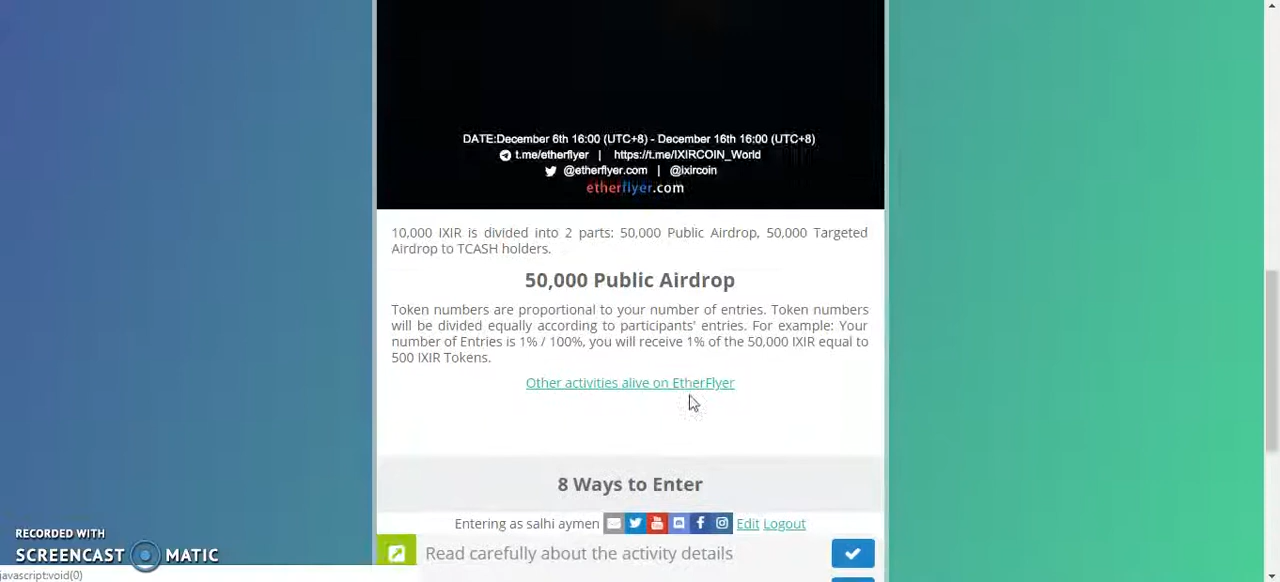 DATE:December 6th 16:00 (UTC+8) - December 16th 16:00 (UTC+8)
t.me/etherflyer | https://t.me/IXIRCOIN_World
@etherflyer.com | @ixircoin
etherflyer.com
10,000 IXIR is divided into 2 parts: 50,000 Public Airdrop, 50,000 Targeted
Airdrop to TCASH holders.
50,000 Public Airdrop
Token numbers are proportional to your number of entries. Token numbers
will be divided equally according to participants' entries. For example: Your
number of Entries is 1% / 100%, you will receive 1% of the 50,000 IXIR equal to
500 IXIR Tokens.
Other activities alive on EtherFlyer
8 Ways to Enter
Entering as salhi aymen Edit Logout
Read carefully about the activity details
RECORDED WITH
SCREENCAST MATIC
javascript:void(0)